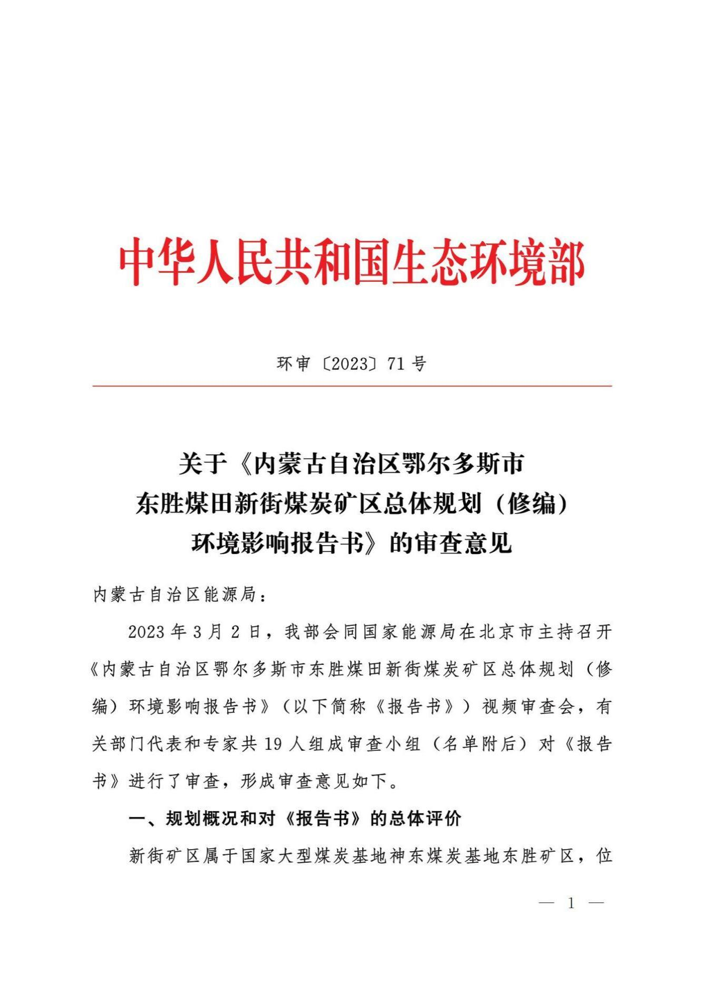 中华人民共和国生态环境部
环审〔2023〕71号
关于《内蒙古自治区鄂尔多斯市
东胜煤田新街煤炭矿区总体规划（修编）
环境影响报告书》的审查意见
内蒙古自治区能源局：
2023年3月2日，我部会同国家能源局在北京市主持召开
《内蒙古自治区鄂尔多斯市东胜煤田新街煤炭矿区总体规划（修
编）环境影响报告书》（以下简称《报告书》）视频审查会，有
关部门代表和专家共19人组成审查小组（名单附后）对《报告
书》进行了审查，形成审查意见如下。
一、规划概况和对《报告书》的总体评价
新街矿区属于国家大型煤炭基地神东煤炭基地东胜矿区，位
— 1 —